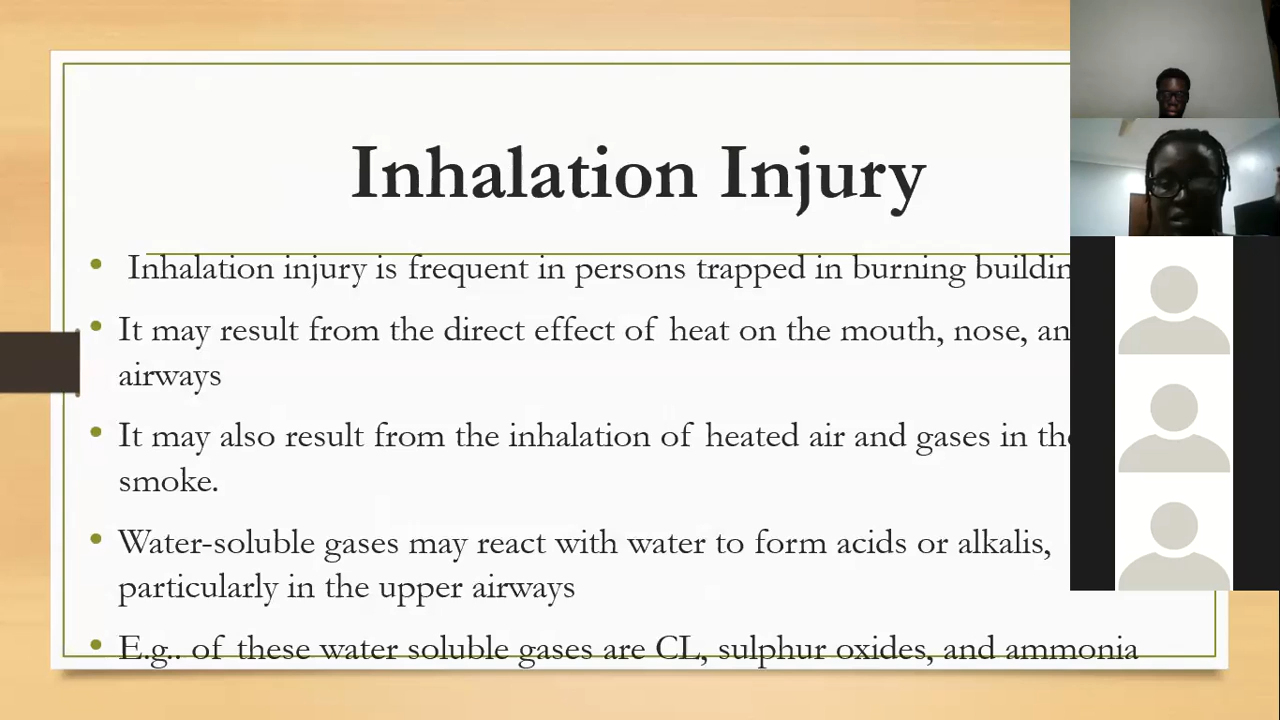 Inhalation Injury
Inhalation injury is frequent in persons trapped in burning
It may result from the direct effect of heat on the mouth, nose,
airways
It may also result from the inhalation of heated air and gases in
smoke.
Water-soluble gases may react with water to form acids or alkalis,
particularly in the upper airways
E.g.. of these water soluble gases are CL, sulphur oxides, and ammonia